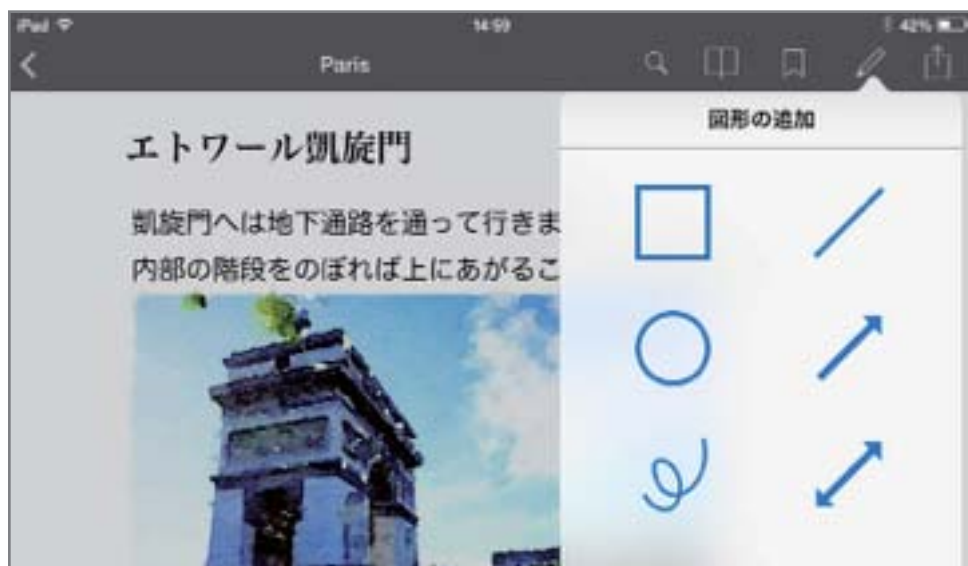 iPad 14:59 42%
Paris
図形の追加
エトワール凱旋門
凱旋門へは地下通路を通って行きま
内部の階段をのぼれば上にあがるこ